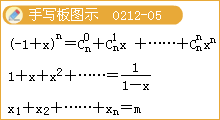 手写板图示 0212-05
(-1+x)ⁿ=C⁰ₙ+C¹ₙx +……+Cⁿₙxⁿ
1+x+x²+……=1/(1-x)
x₁+x₂+……+xₙ=m